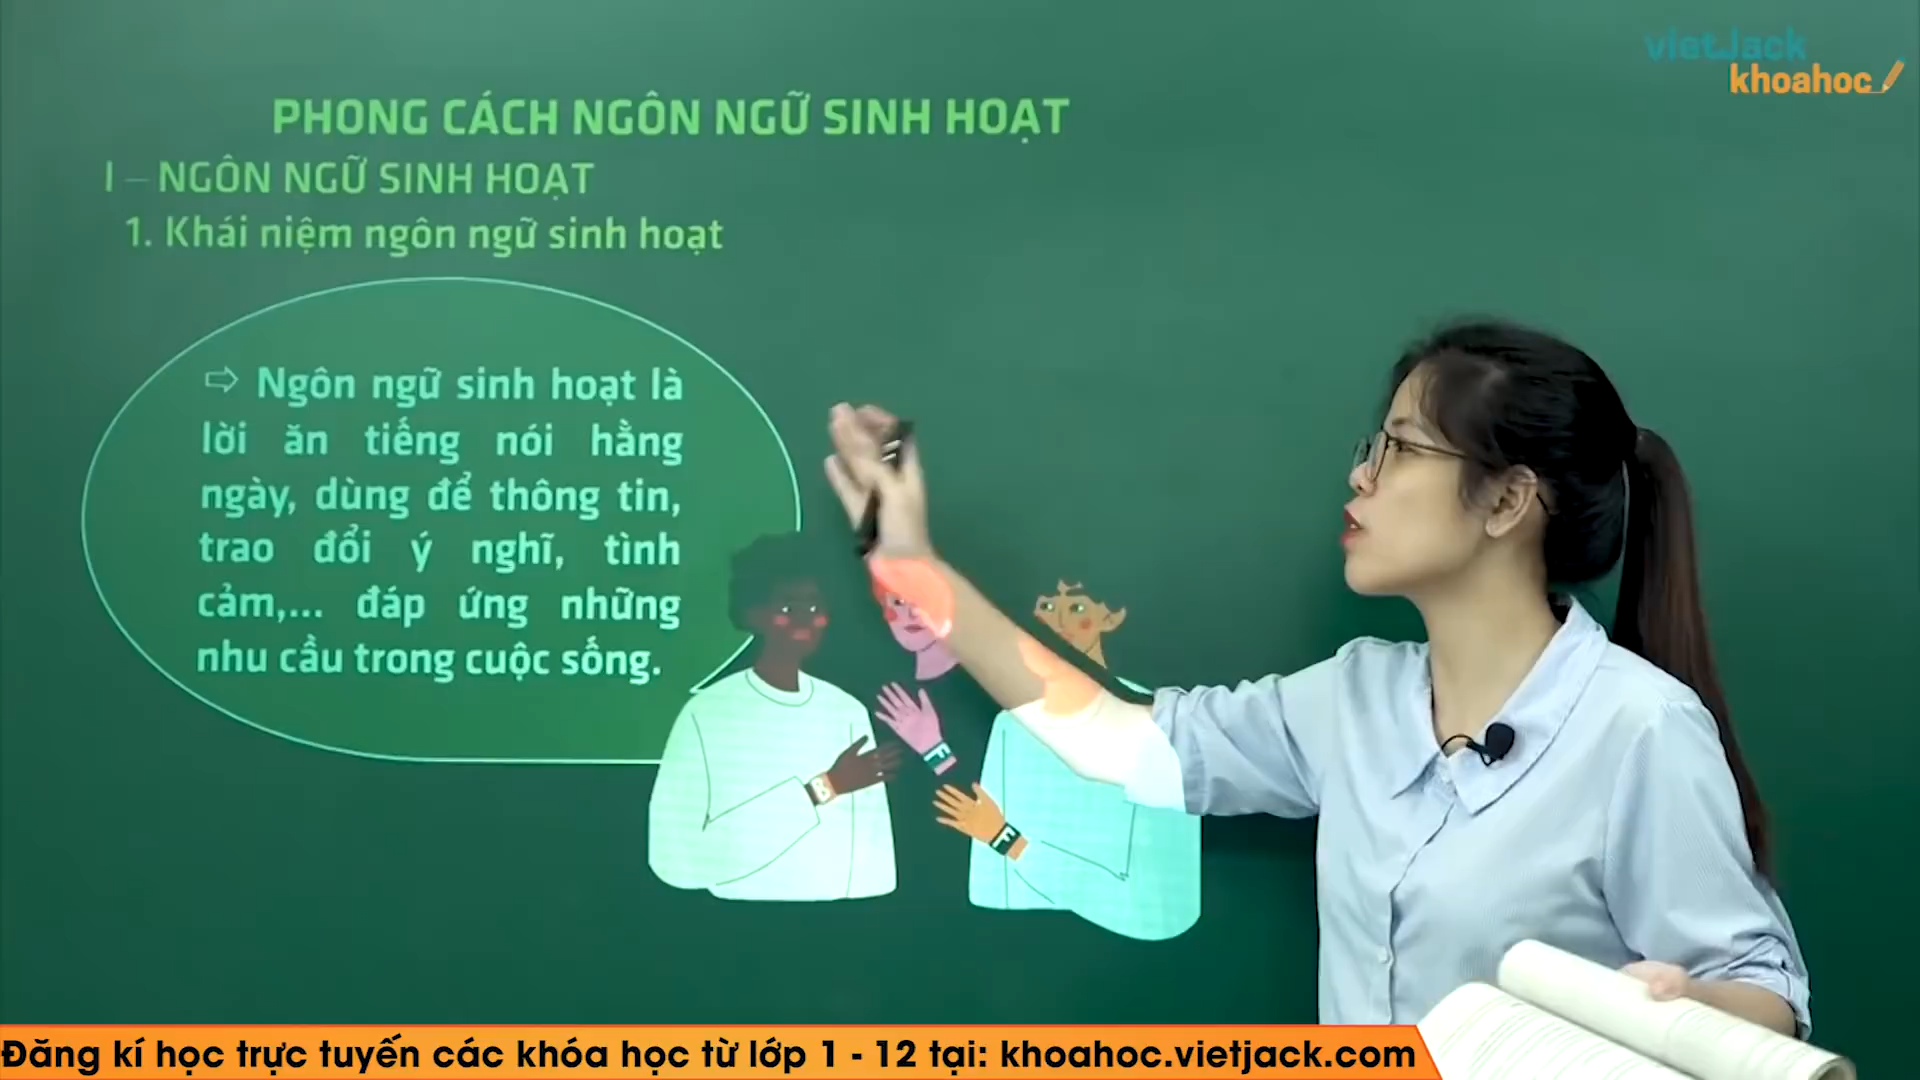 vietJack
khoahoc
PHONG CÁCH NGÔN NGỮ SINH HOẠT
I – NGÔN NGỮ SINH HOẠT
1. Khái niệm ngôn ngữ sinh hoạt
⇨ Ngôn ngữ sinh hoạt là
lời ăn tiếng nói hằng
ngày, dùng để thông tin,
trao đổi ý nghĩ, tình
cảm,... đáp ứng những
nhu cầu trong cuộc sống.
Đăng kí học trực tuyến các khóa học từ lớp 1 - 12 tại: khoahoc.vietjack.com